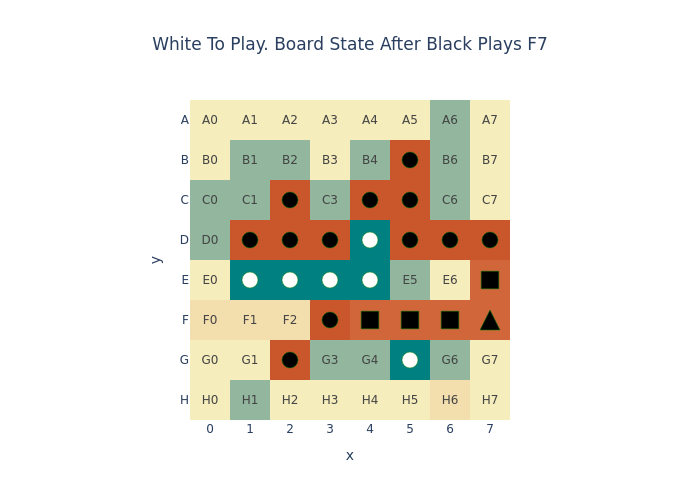 White To Play. Board State After Black Plays F7
A A0 A1 A2 A3 A4 A5 A6 A7
B B0 B1 B2 B3 B4 B6 B7
C C0 C1 C3 C6 C7
D D0
y
E E0 E5 E6
F F0 F1 F2
G G0 G1 G3 G4 G6 G7
H H0 H1 H2 H3 H4 H5 H6 H7
0 1 2 3 4 5 6 7
x